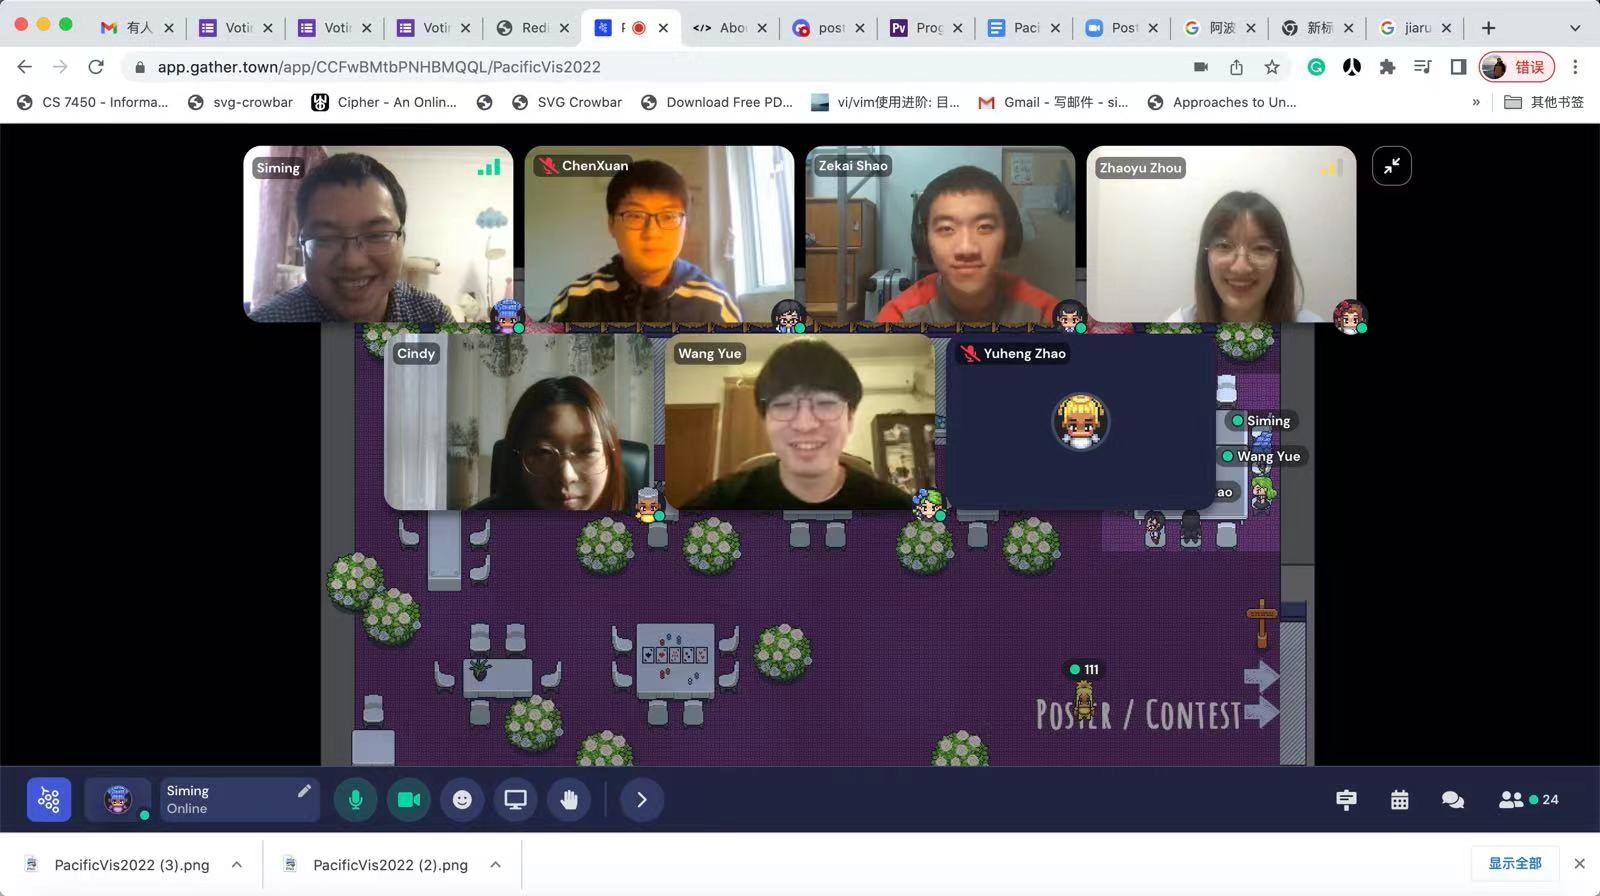 有人
Votin
Votin
Votin
Redi
Abo
post
Prog
Paci
Post
阿波
新标
jiaru
app.gather.town/app/CCFwBMtbPNHBMQQL/PacificVis2022
错误
CS 7450 - Informa...
svg-crowbar
Cipher - An Onlin...
SVG Crowbar
Download Free PD...
vi/vim使用进阶: 目...
Gmail - 写邮件 - si...
Approaches to Un...
»
其他书签
Siming
ChenXuan
Zekai Shao
Zhaoyu Zhou
Cindy
Wang Yue
Yuheng Zhao
Siming
Wang Yue
ao
111
POSTER / CONTEST
Siming
Online
24
PacificVis2022 (3).png
PacificVis2022 (2).png
显示全部